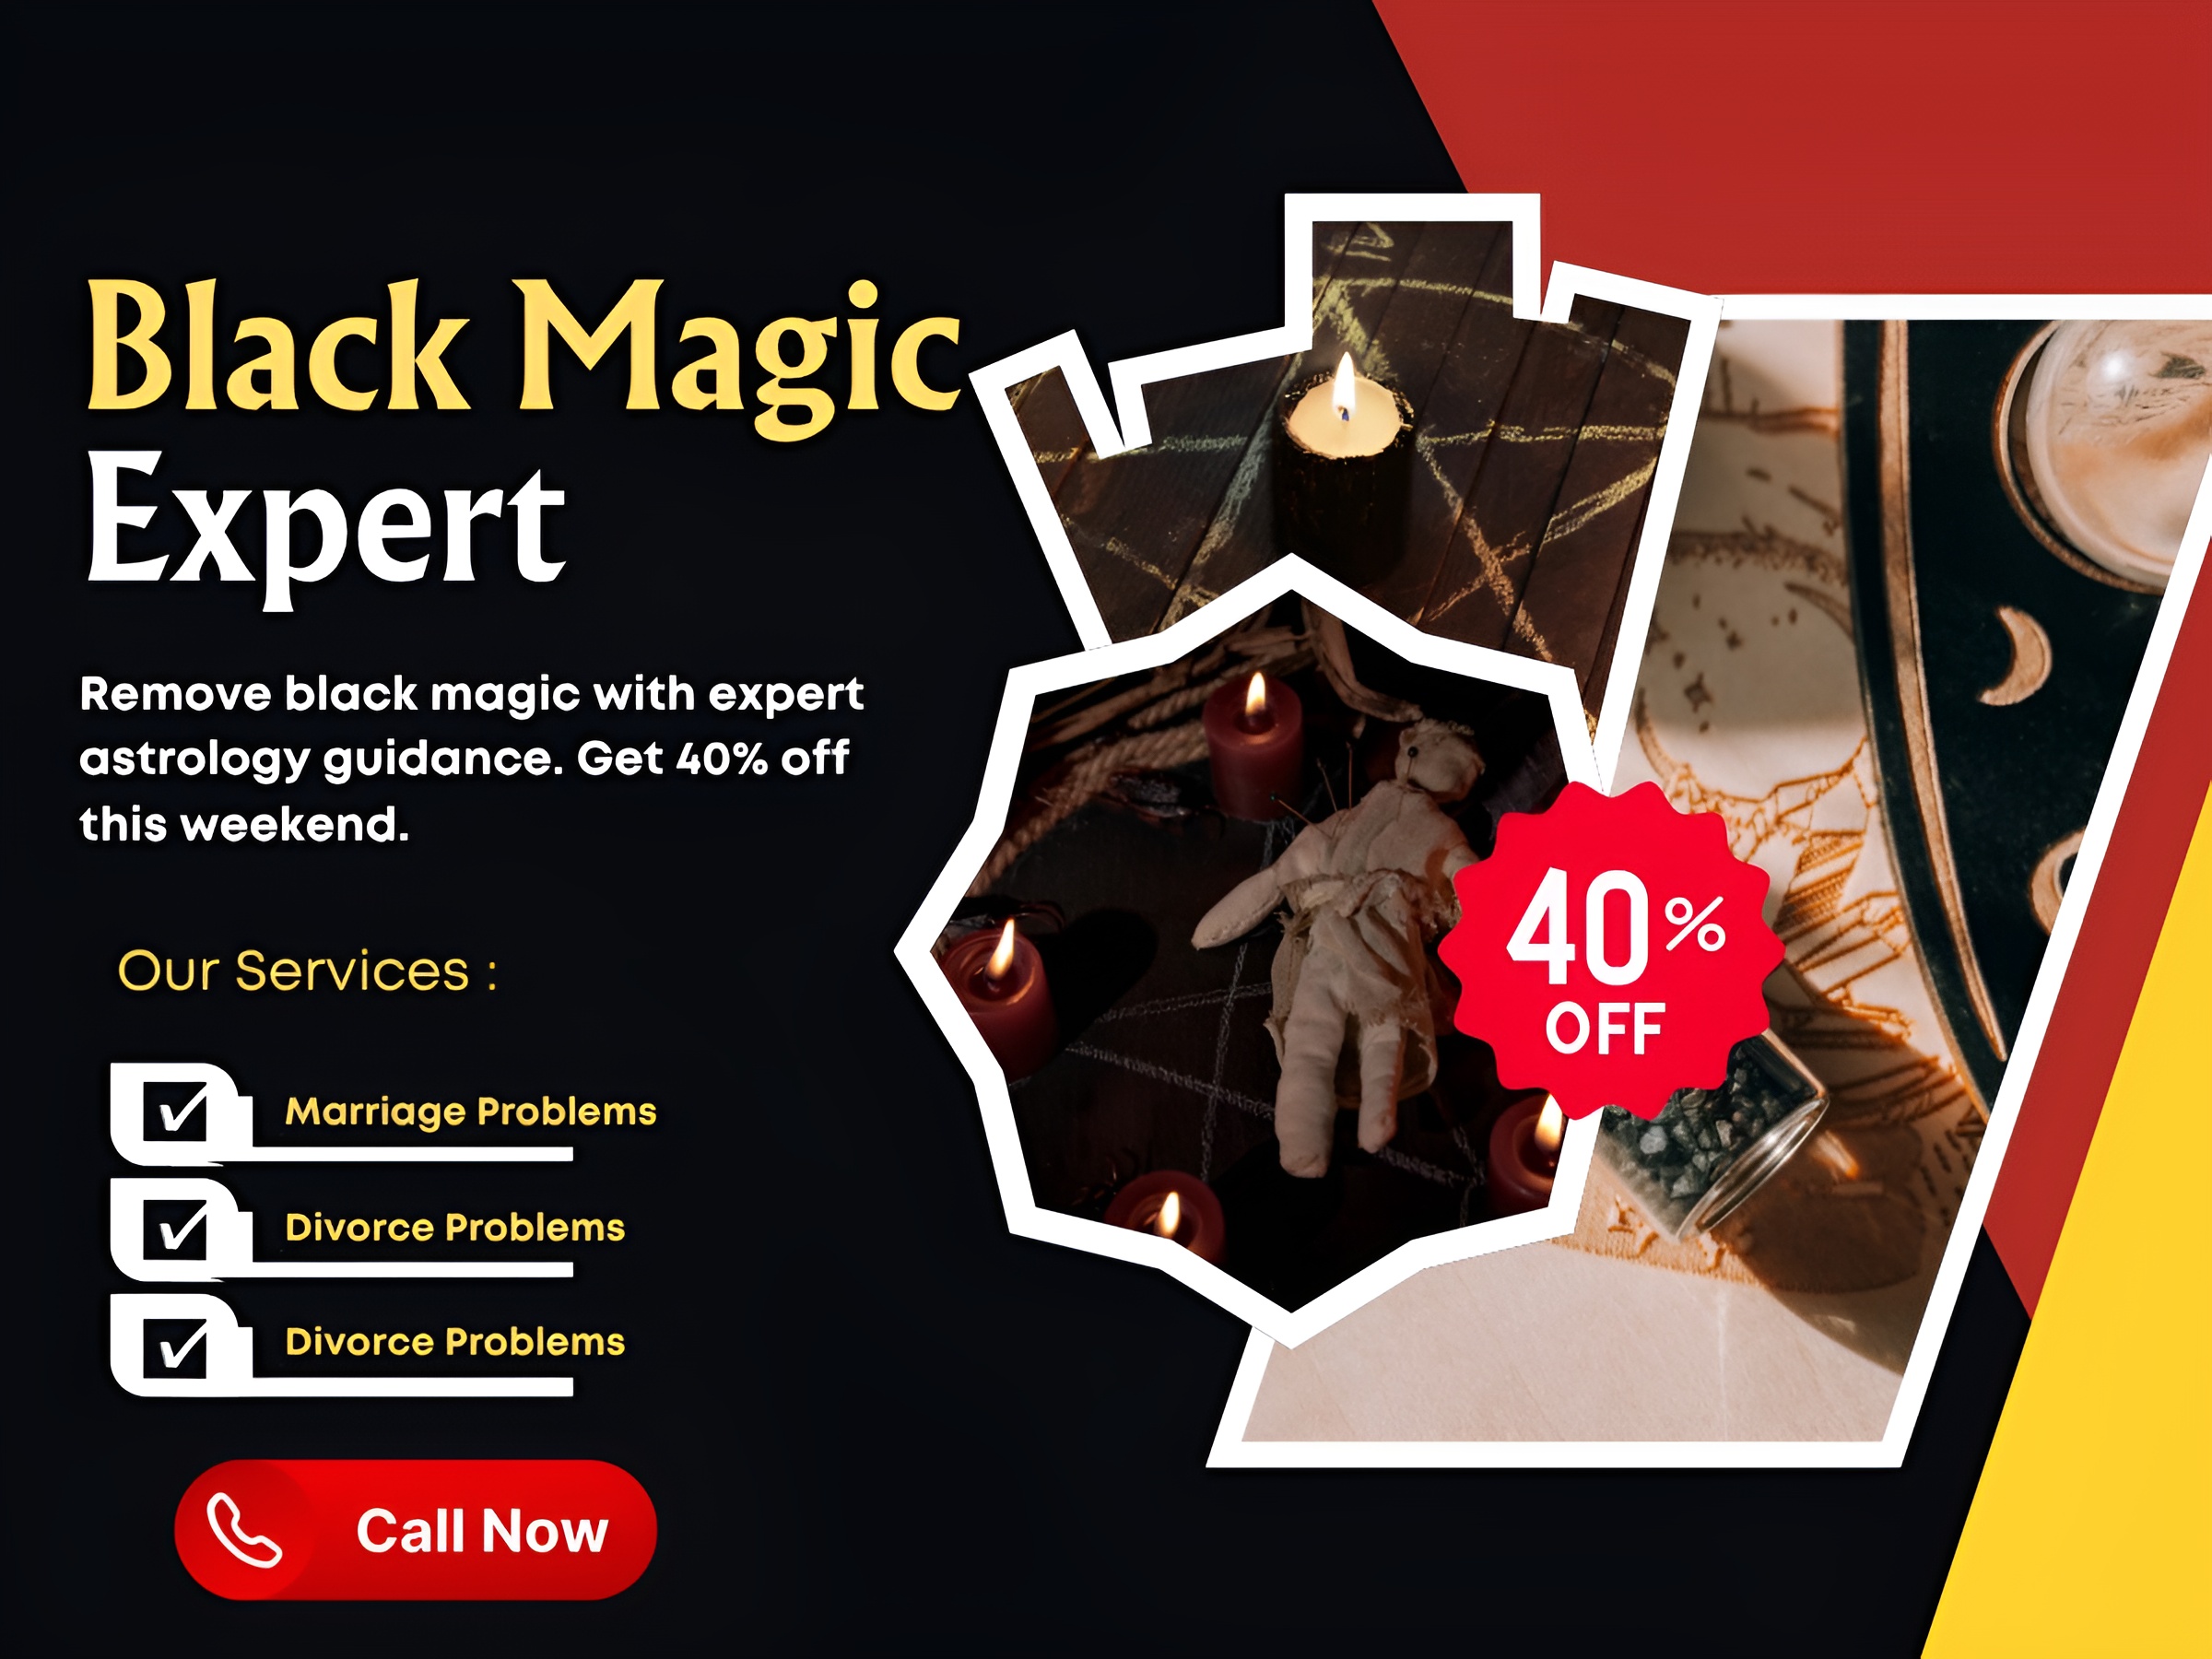 Black Magic
Expert
Remove black magic with expert
astrology guidance. Get 40% off
this weekend.
Our Services :
Marriage Problems
Divorce Problems
Divorce Problems
Call Now
40%
OFF